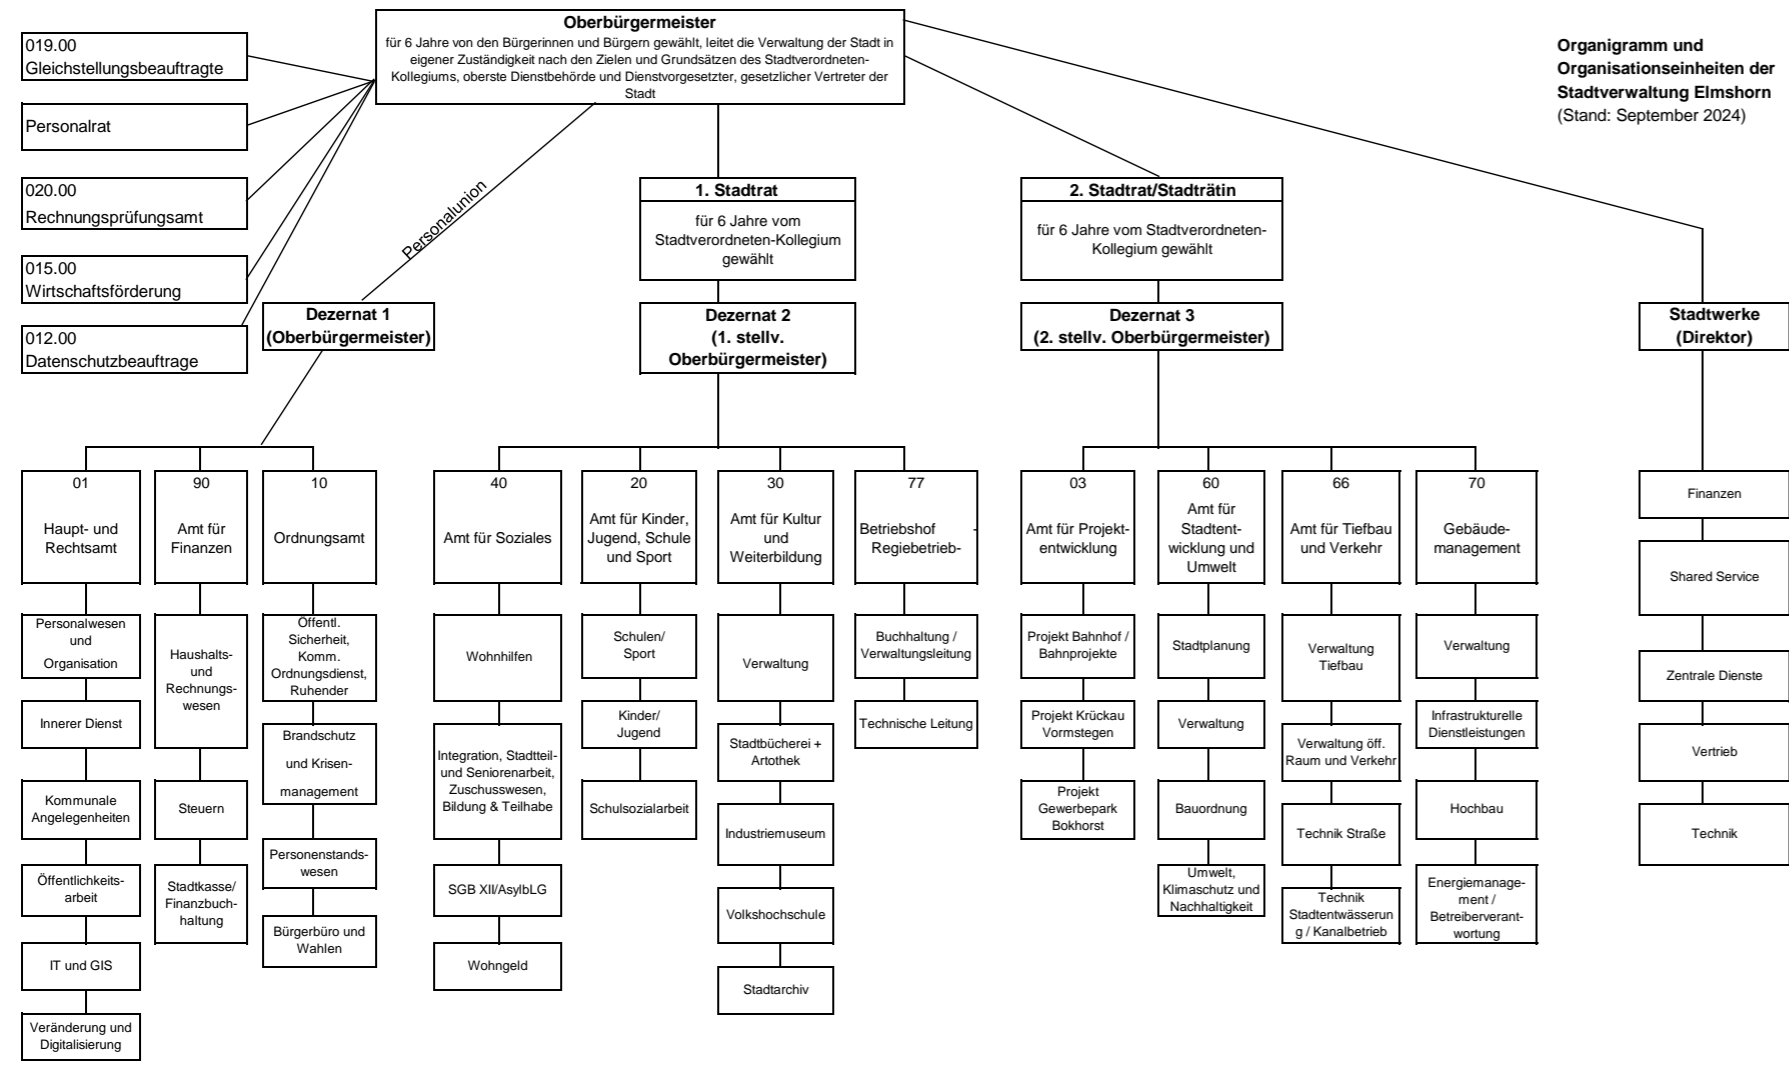 Oberbürgermeister
für 6 Jahre von den Bürgerinnen und Bürgern gewählt, leitet die Verwaltung der Stadt in
eigener Zuständigkeit nach den Zielen und Grundsätzen des Stadtverordneten-
Kollegiums, oberste Dienstbehörde und Dienstvorgesetzter, gesetzlicher Vertreter der
Stadt
Organigramm und
Organisationseinheiten der
Stadtverwaltung Elmshorn
(Stand: September 2024)
019.00
Gleichstellungsbeauftragte
Personalrat
020.00
Rechnungsprüfungsamt
015.00
Wirtschaftsförderung
012.00
Datenschutzbeauftrage
Personalunion
1. Stadtrat
für 6 Jahre vom
Stadtverordneten-Kollegium
gewählt
2. Stadtrat/Stadträtin
für 6 Jahre vom Stadtverordneten-
Kollegium gewählt
Dezernat 1
(Oberbürgermeister)
Dezernat 2
(1. stellv.
Oberbürgermeister)
Dezernat 3
(2. stellv. Oberbürgermeister)
Stadtwerke
(Direktor)
01
Haupt- und
Rechtsamt
Personalwesen
und
Organisation
Innerer Dienst
Kommunale
Angelegenheiten
Öffentlichkeits-
arbeit
IT und GIS
Veränderung und
Digitalisierung
90
Amt für
Finanzen
Haushalts-
und
Rechnungs-
wesen
Steuern
Stadtkasse/
Finanzbuch-
haltung
10
Ordnungsamt
Öffentl.
Sicherheit,
Komm.
Ordnungsdienst,
Ruhender
Brandschutz
und Krisen-
management
Personenstands-
wesen
Bürgerbüro und
Wahlen
40
Amt für Soziales
Wohnhilfen
Integration, Stadtteil-
und Seniorenarbeit,
Zuschusswesen,
Bildung & Teilhabe
SGB XII/AsylbLG
Wohngeld
20
Amt für Kinder,
Jugend, Schule
und Sport
Schulen/
Sport
Kinder/
Jugend
Schulsozialarbeit
30
Amt für Kultur
und
Weiterbildung
Verwaltung
Stadtbücherei +
Artothek
Industriemuseum
Volkshochschule
Stadtarchiv
77
Betriebshof -
Regiebetrieb-
Buchhaltung /
Verwaltungsleitung
Technische Leitung
03
Amt für Projekt-
entwicklung
Projekt Bahnhof /
Bahnprojekte
Projekt Krückau
Vormstegen
Projekt
Gewerbepark
Bokhorst
60
Amt für
Stadtent-
wicklung und
Umwelt
Stadtplanung
Verwaltung
Bauordnung
Umwelt,
Klimaschutz und
Nachhaltigkeit
66
Amt für Tiefbau
und Verkehr
Verwaltung
Tiefbau
Verwaltung öff.
Raum und Verkehr
Technik Straße
Technik
Stadtentwässerun
g / Kanalbetrieb
70
Gebäude-
management
Verwaltung
Infrastrukturelle
Dienstleistungen
Hochbau
Energiemanage-
ment /
Betreiberverant-
wortung
Finanzen
Shared Service
Zentrale Dienste
Vertrieb
Technik